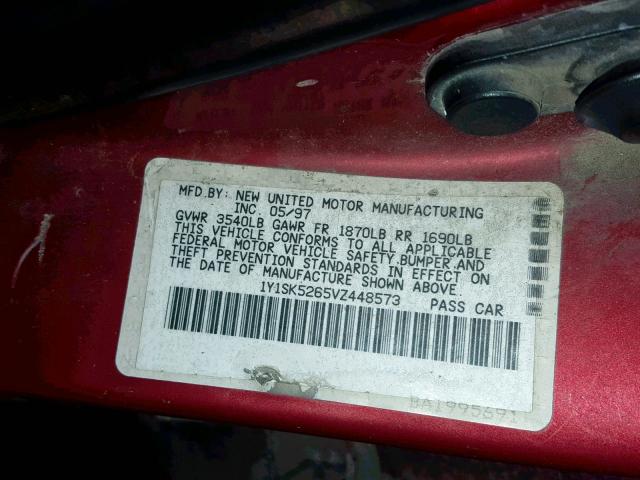 MFD.BY: NEW UNITED MOTOR MANUFACTURING
INC. 05/97
GVWR 3540LB GAWR FR 1870LB RR 1690LB
THIS VEHICLE CONFORMS TO ALL APPLICABLE
FEDERAL MOTOR VEHICLE SAFETY,BUMPER,AND
THEFT PREVENTION STANDARDS IN EFFECT ON
THE DATE OF MANUFACTURE SHOWN ABOVE.
1Y1SK5265VZ448573 PASS CAR
BA1995691